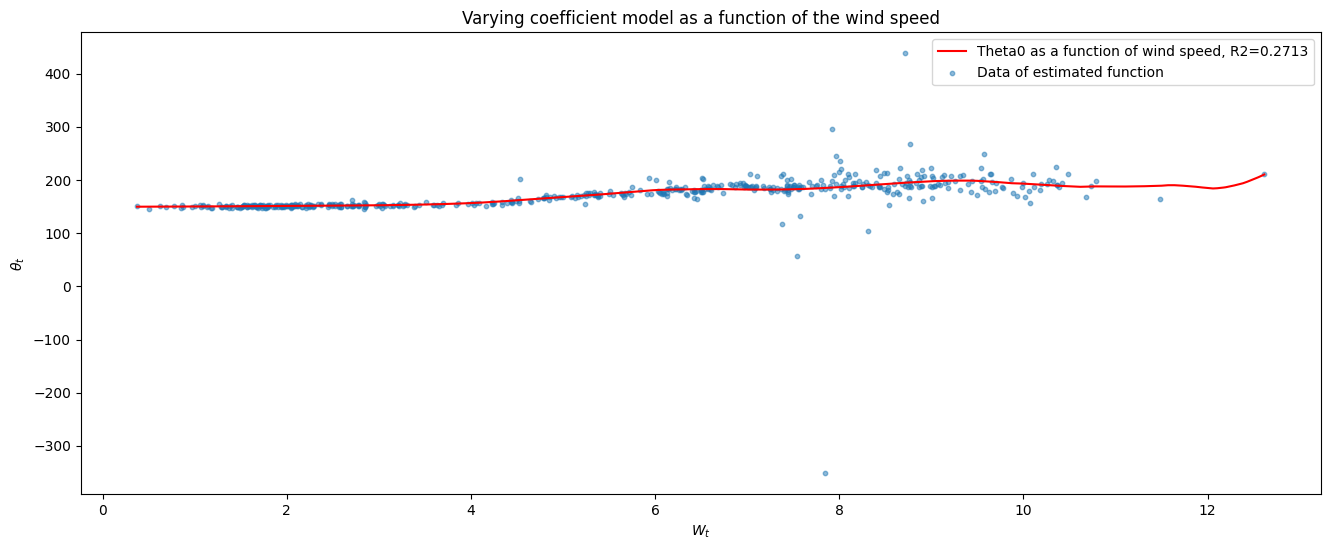 Varying coefficient model as a function of the wind speed
Theta0 as a function of wind speed, R2=0.2713
Data of estimated function
400
300
200
100
0
−100
−200
−300
θt
0 2 4 6 8 10 12
Wt